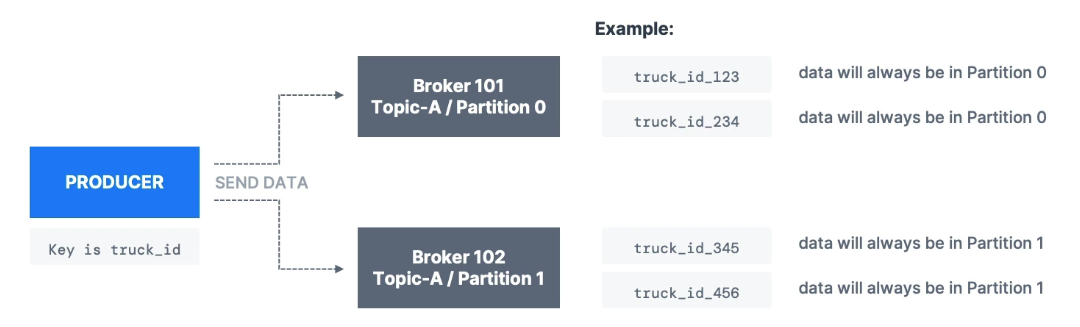 Example:
Broker 101
Topic-A / Partition 0
truck_id_123
data will always be in Partition 0
truck_id_234
data will always be in Partition 0
PRODUCER
SEND DATA
Key is truck_id
Broker 102
Topic-A / Partition 1
truck_id_345
data will always be in Partition 1
truck_id_456
data will always be in Partition 1